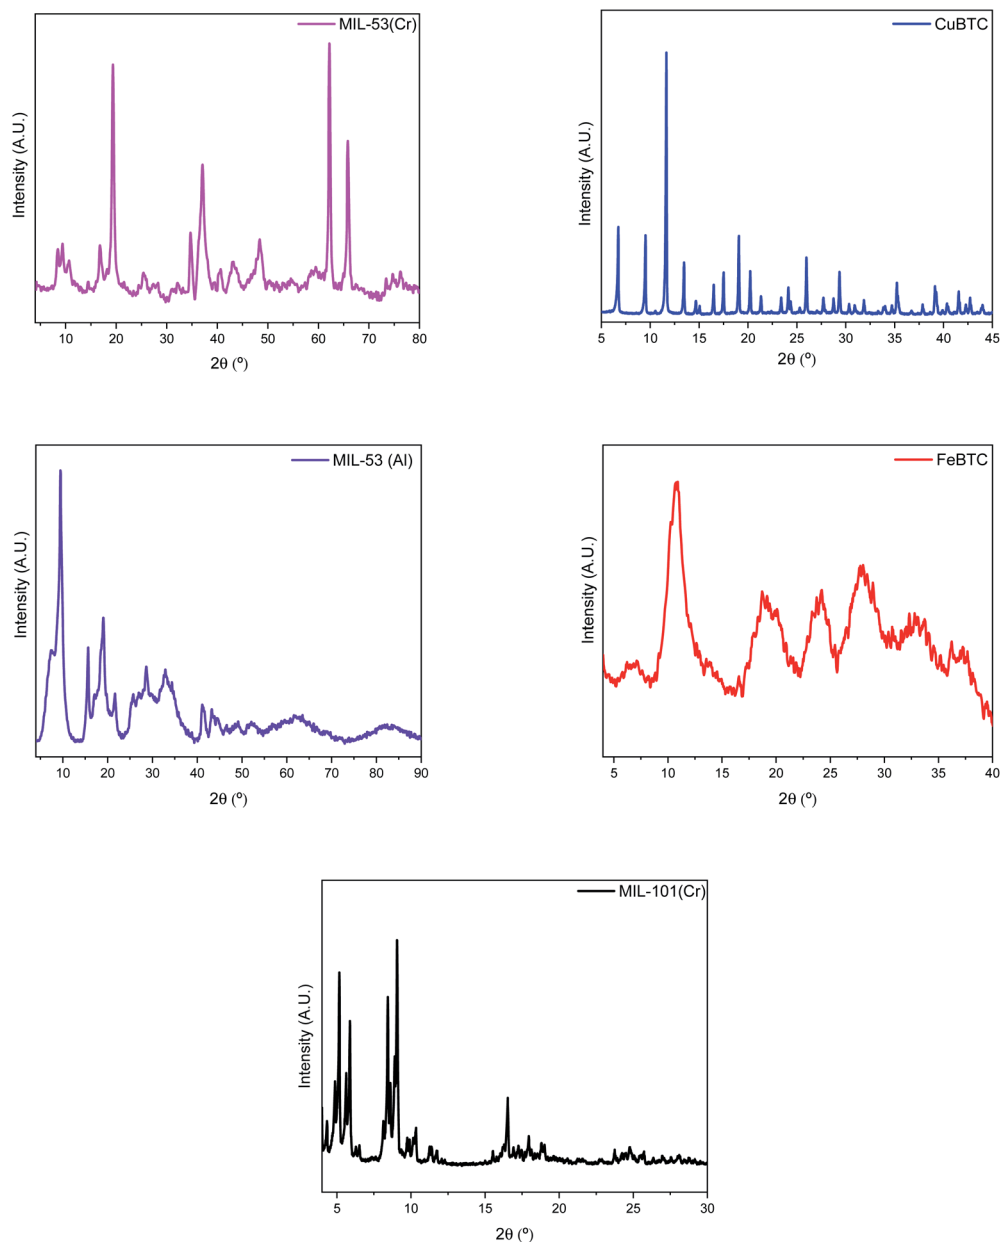 MIL-53(Cr)
Intensity (A.U.)
10 20 30 40 50 60 70 80
2θ (º)
CuBTC
Intensity (A.U.)
5 10 15 20 25 30 35 40 45
2θ (º)
MIL-53 (Al)
Intensity (A.U.)
10 20 30 40 50 60 70 80 90
2θ (º)
FeBTC
Intensity (A.U.)
5 10 15 20 25 30 35 40
2θ (º)
MIL-101(Cr)
Intensity (A.U.)
5 10 15 20 25 30
2θ (º)